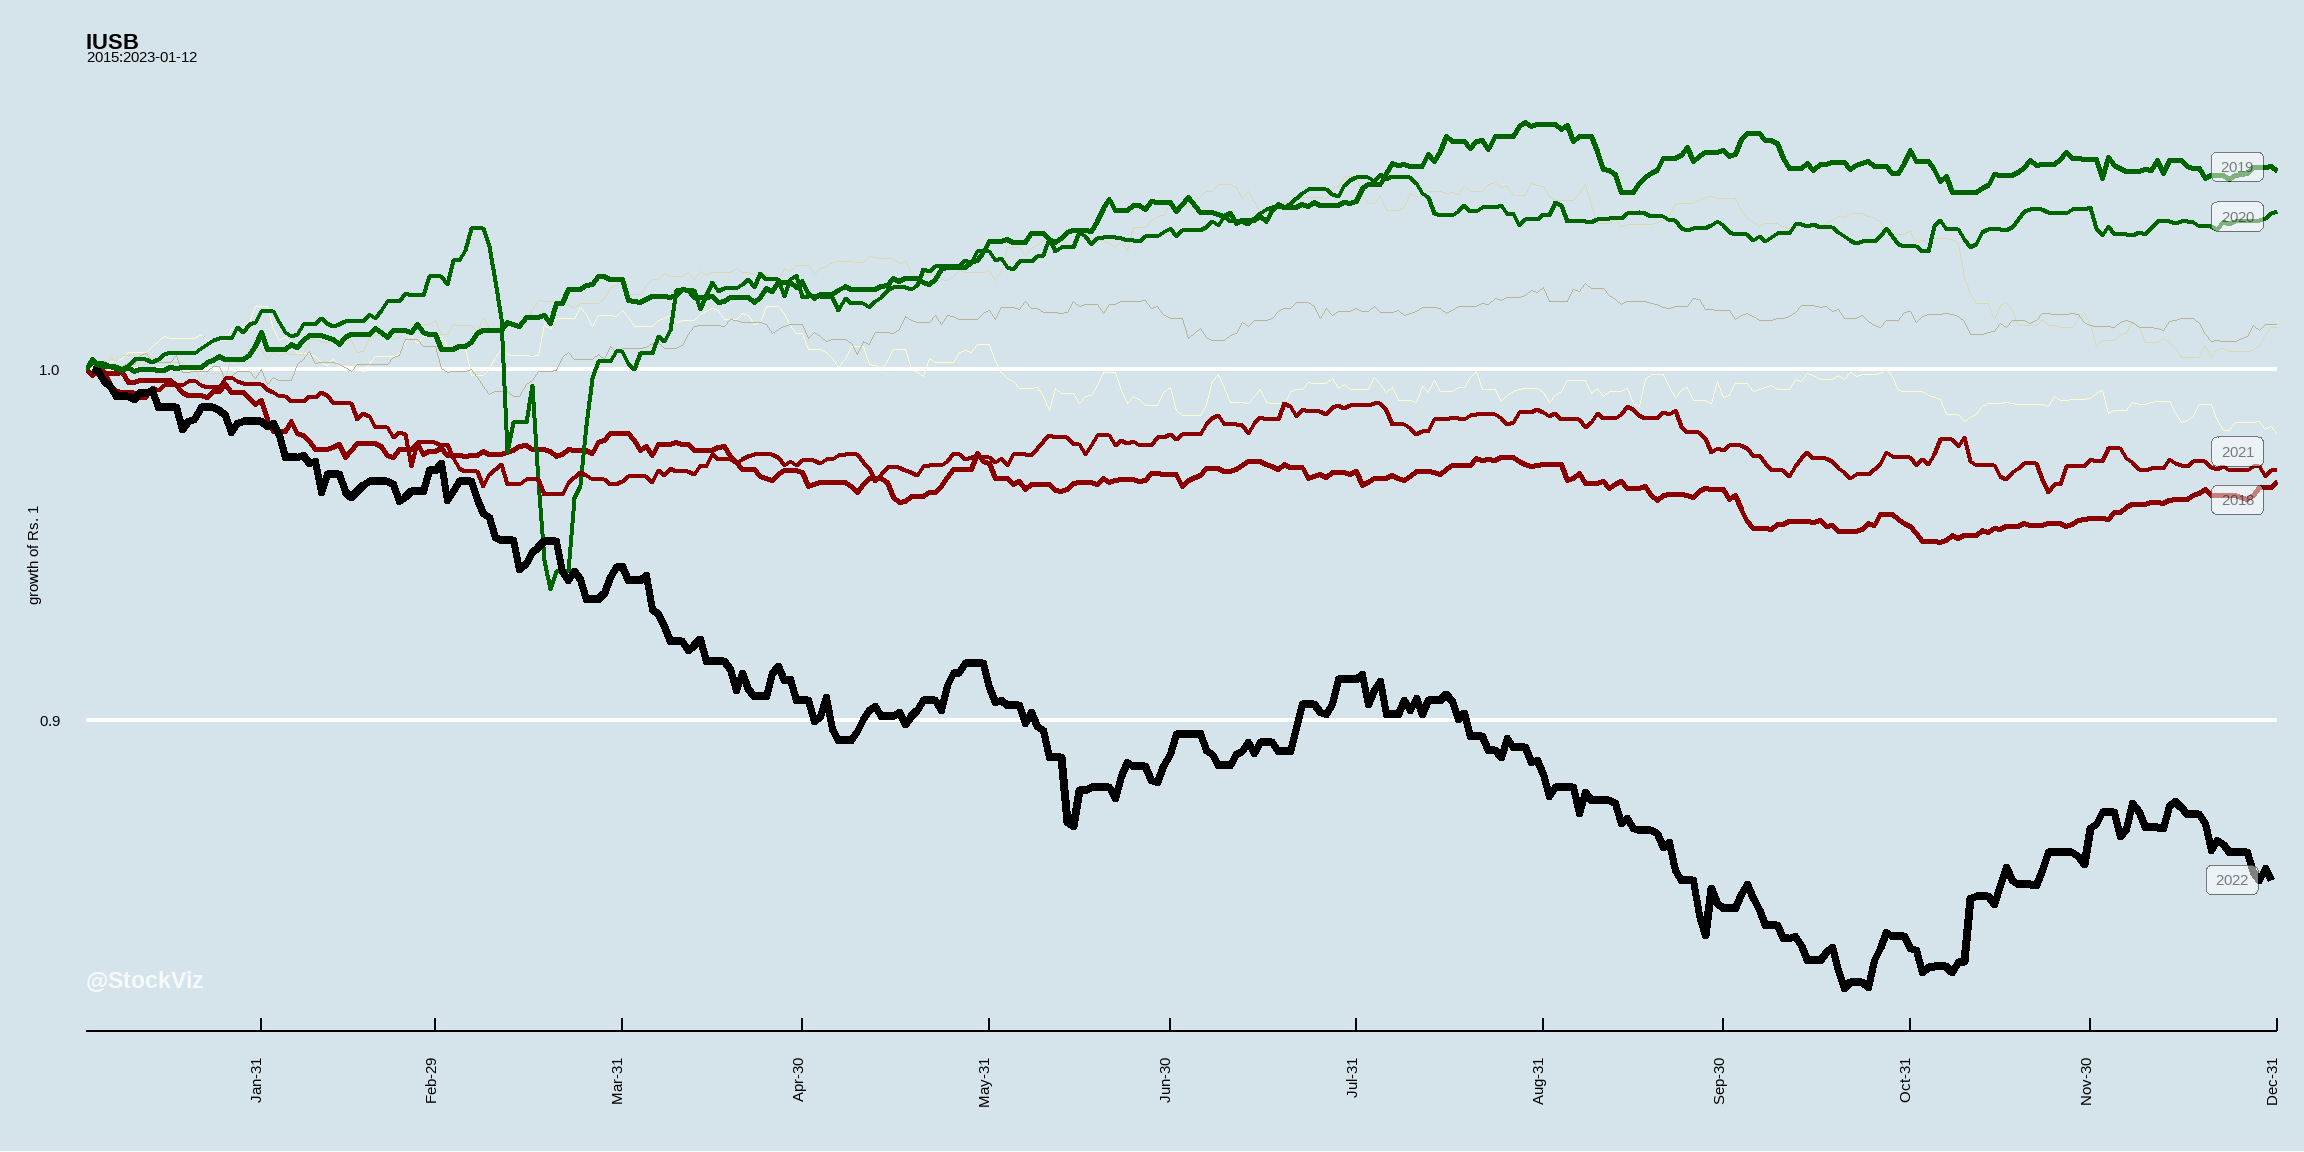 IUSB
2015:2023-01-12
growth of Rs. 1
1.0
0.9
2019
2020
2021
2018
2022
@StockViz
Jan-31
Feb-29
Mar-31
Apr-30
May-31
Jun-30
Jul-31
Aug-31
Sep-30
Oct-31
Nov-30
Dec-31